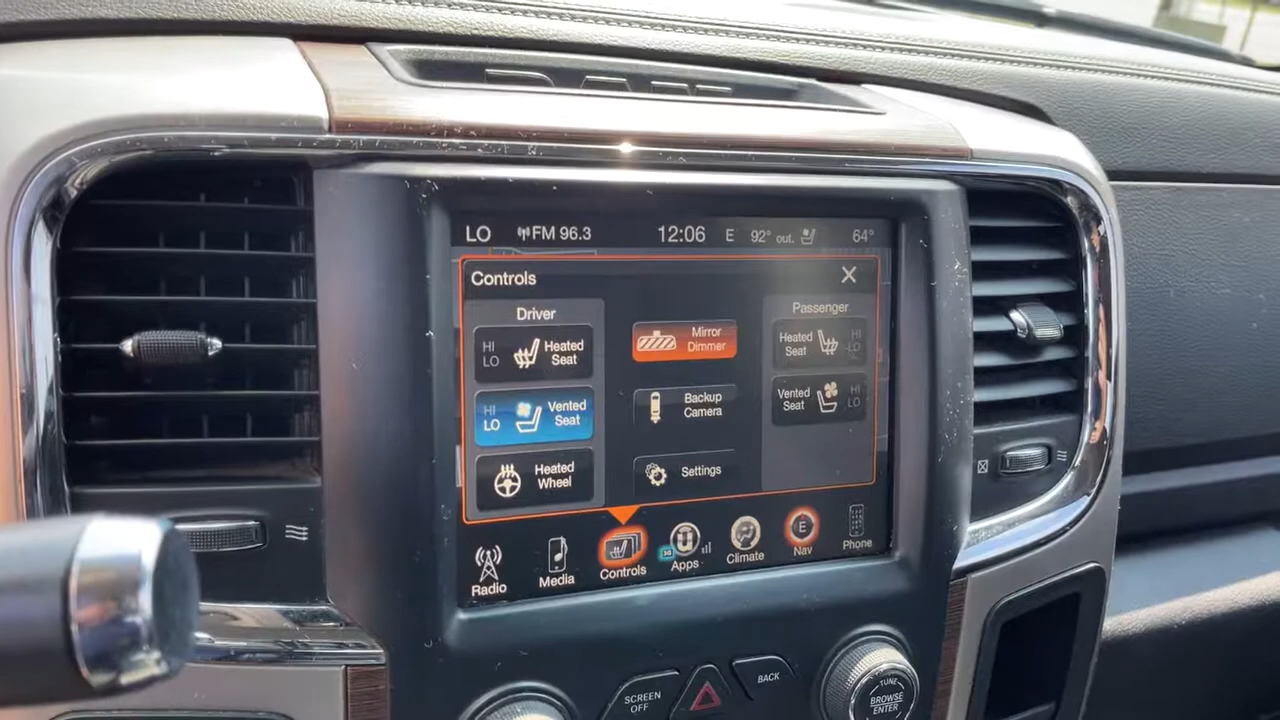 RAM
LO FM 96.3 12:06 E 92° out. 64°
Controls X
Driver
HI
LO
Heated
Seat
HI
LO
Vented
Seat
Heated
Wheel
Mirror
Dimmer
Backup
Camera
Settings
Passenger
Heated
Seat
HI
LO
Vented
Seat
HI
LO
Radio
Media
Controls
3G
Apps
Climate
E
Nav
Phone
SCREEN
OFF
BACK
TUNE
BROWSE
ENTER